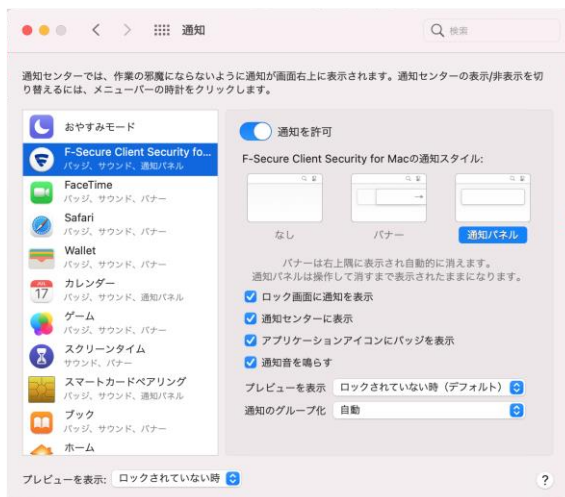 通知
検索
通知センターでは、作業の邪魔にならないように通知が画面右上に表示されます。通知センターの表示/非表示を切
り替えるには、メニューバーの時計をクリックします。
おやすみモード
F-Secure Client Security fo...
バッジ、サウンド、通知パネル
FaceTime
バッジ、サウンド、バナー
Safari
バッジ、サウンド、バナー
Wallet
バッジ、サウンド、バナー
カレンダー
バッジ、サウンド、通知パネル
ゲーム
バッジ、サウンド、バナー
スクリーンタイム
サウンド、バナー
スマートカードペアリング
バッジ、サウンド、通知パネル
ブック
バッジ、サウンド、バナー
ホーム
通知を許可
F-Secure Client Security for Macの通知スタイル:
なし
バナー
通知パネル
バナーは右上隅に表示され自動的に消えます。
通知パネルは操作して消すまで表示されたままになります。
ロック画面に通知を表示
通知センターに表示
アプリケーションアイコンにバッジを表示
通知音を鳴らす
プレビューを表示 ロックされていない時（デフォルト）
通知のグループ化 自動
プレビューを表示: ロックされていない時
?
17